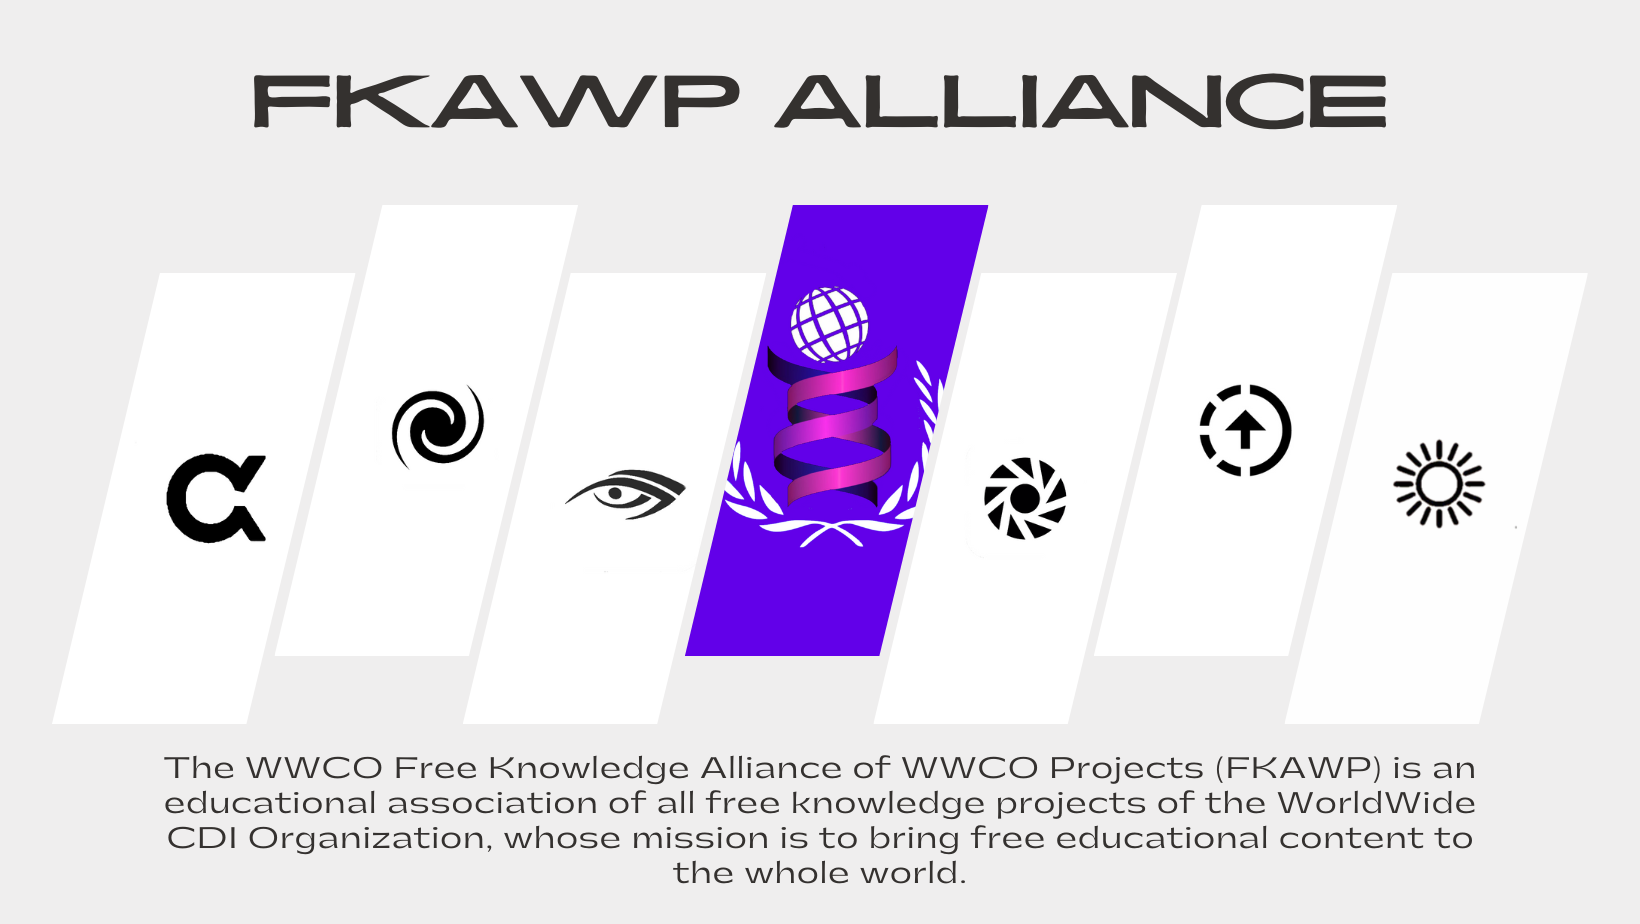 FKAWP ALLIANCE
The WWCO Free Knowledge Alliance of WWCO Projects (FKAWP) is an
educational association of all free knowledge projects of the WorldWide
CDI Organization, whose mission is to bring free educational content to
the whole world.